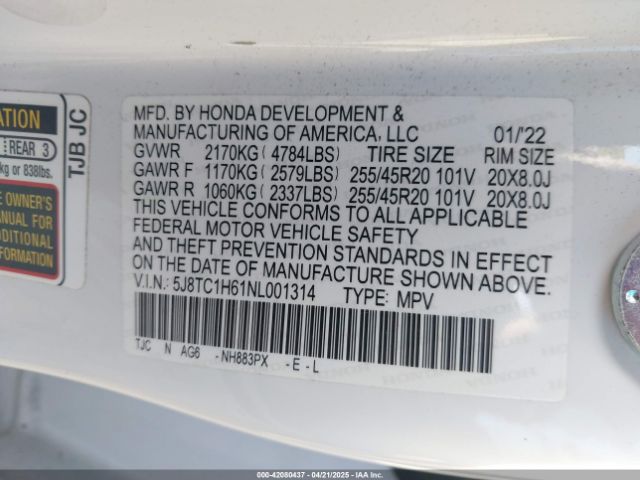 ATION
REAR 3
kg or 838lbs.
E OWNER'S
ANUAL FOR
DDITIONAL
ORMATION
TJB JC
MFD. BY HONDA DEVELOPMENT &
MANUFACTURING OF AMERICA, LLC 01/'22
GVWR 2170KG( 4784LBS) TIRE SIZE RIM SIZE
GAWR F 1170KG( 2579LBS) 255/45R20 101V 20X8.0J
GAWR R 1060KG( 2337LBS) 255/45R20 101V 20X8.0J
THIS VEHICLE CONFORMS TO ALL APPLICABLE
FEDERAL MOTOR VEHICLE SAFETY
AND THEFT PREVENTION STANDARDS IN EFFECT
ON THE DATE OF MANUFACTURE SHOWN ABOVE.
V.I.N.: 5J8TC1H61NL001314 TYPE: MPV
TJC N AG6 -NH883PX -E-L
000-42080437 - 04/21/2025 - IAAI.COM